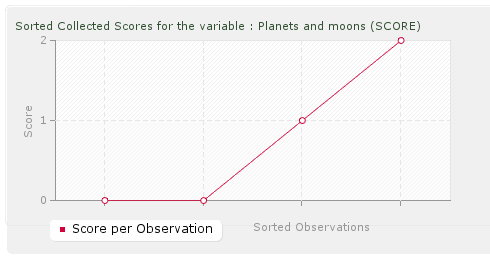 Sorted Collected Scores for the variable : Planets and moons (SCORE)
2
1
0
Score
Sorted Observations
Score per Observation